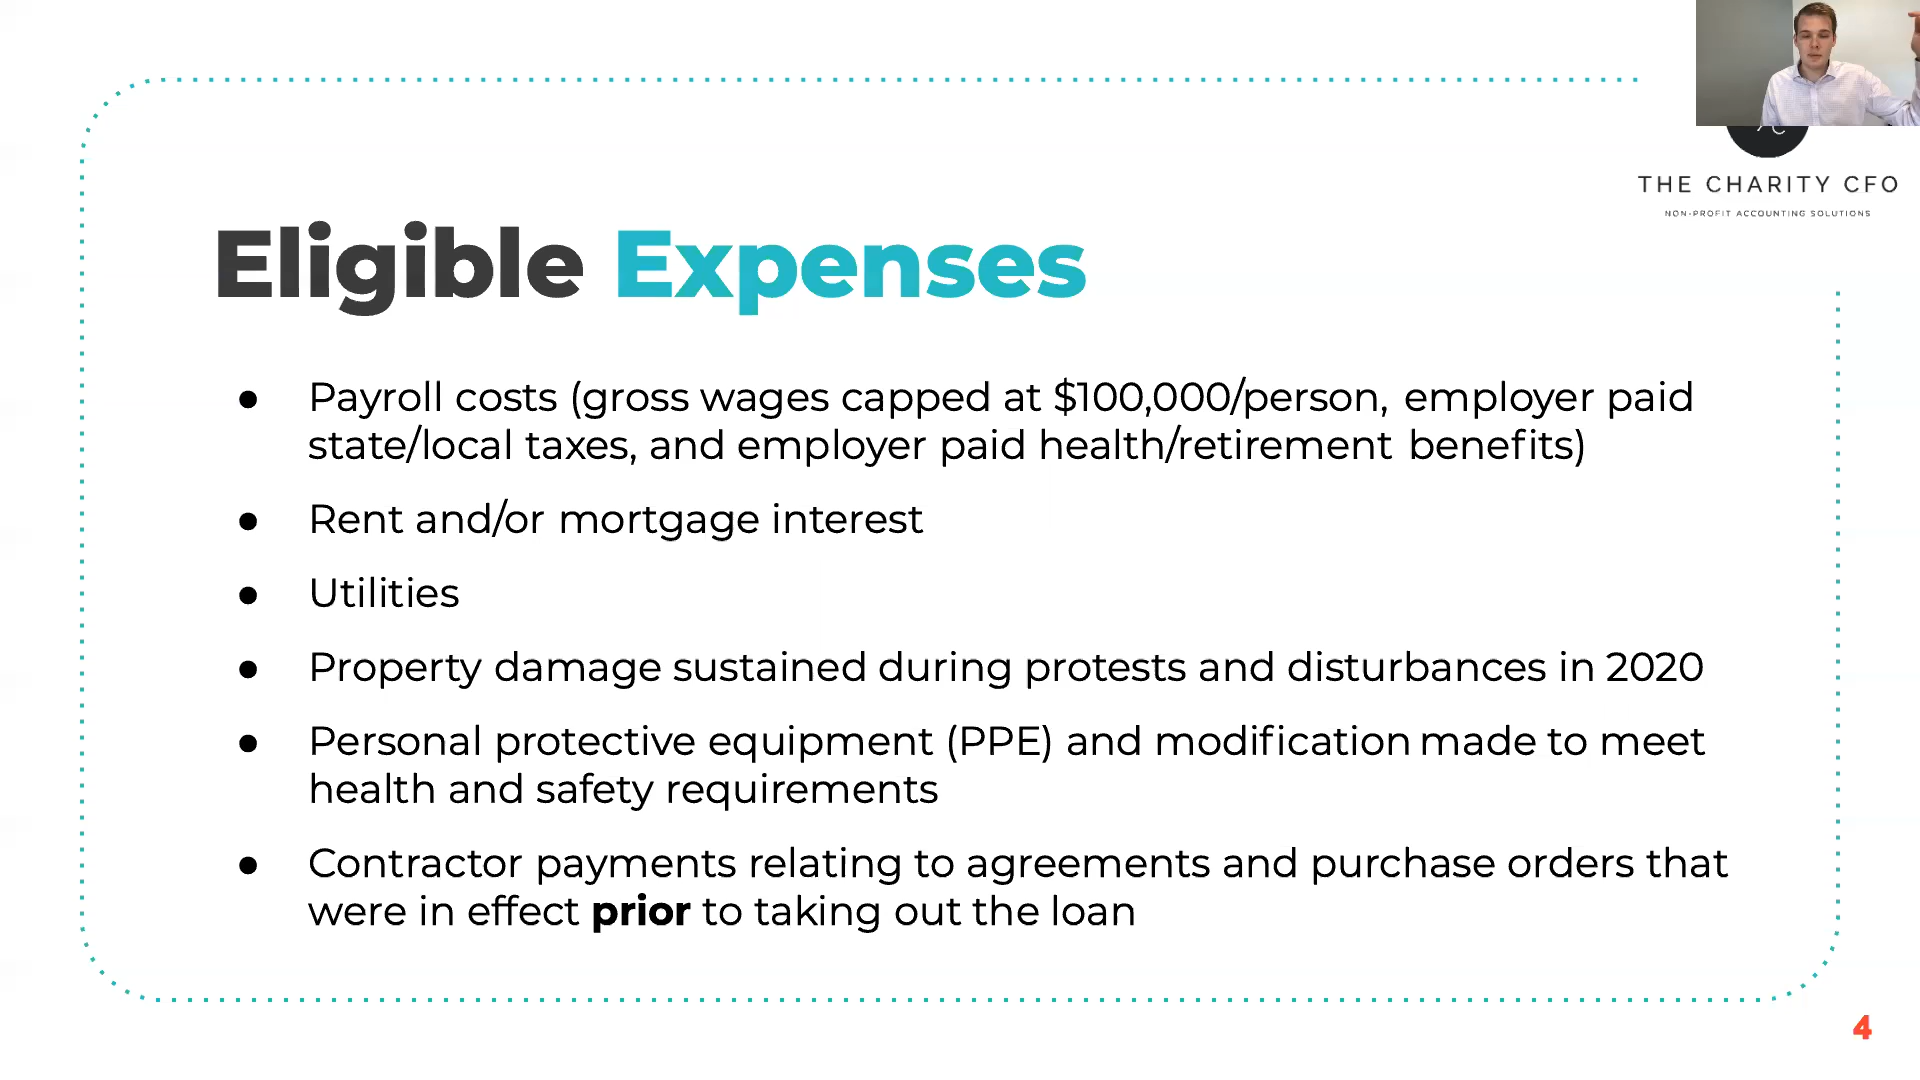 THE CHARITY CFO
NON-PROFIT ACCOUNTING SOLUTIONS
Eligible Expenses
● Payroll costs (gross wages capped at $100,000/person, employer paid
state/local taxes, and employer paid health/retirement benefits)
● Rent and/or mortgage interest
● Utilities
● Property damage sustained during protests and disturbances in 2020
● Personal protective equipment (PPE) and modification made to meet
health and safety requirements
● Contractor payments relating to agreements and purchase orders that
were in effect prior to taking out the loan
4